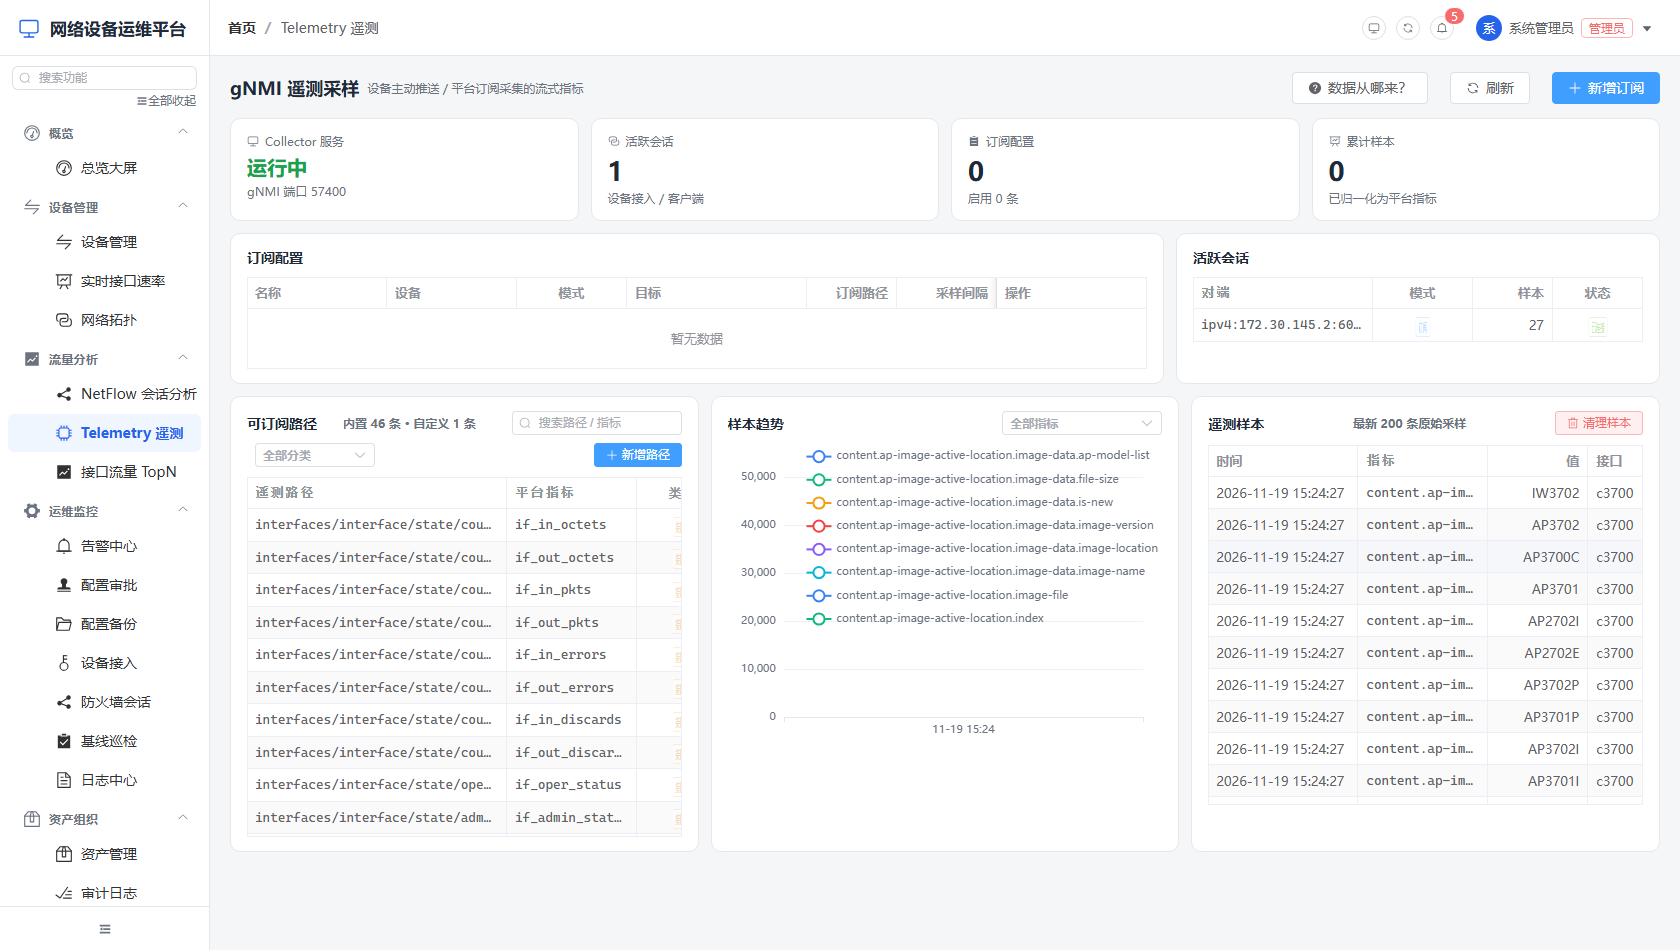 网络设备运维平台
首页 / Telemetry 遥测
5
系 系统管理员 管理员
搜索功能
全部收起
概览
总览大屏
设备管理
设备管理
实时接口速率
网络拓扑
流量分析
NetFlow 会话分析
Telemetry 遥测
接口流量 TopN
运维监控
告警中心
配置审批
配置备份
设备接入
防火墙会话
基线巡检
日志中心
资产组织
资产管理
审计日志
gNMI 遥测采样 设备主动推送 / 平台订阅采集的流式指标
数据从哪来? 刷新 新增订阅
Collector 服务
运行中
gNMI 端口 57400
活跃会话
1
设备接入 / 客户端
订阅配置
0
启用 0 条
累计样本
0
已归一化为平台指标
订阅配置
名称 设备 模式 目标 订阅路径 采样间隔 操作
暂无数据
活跃会话
对端 模式 样本 状态
ipv4:172.30.145.2:60... 27
可订阅路径 内置 46 条 • 自定义 1 条 搜索路径 / 指标
全部分类 新增路径
遥测路径 平台指标 类
interfaces/interface/state/cou... if_in_octets
interfaces/interface/state/cou... if_out_octets
interfaces/interface/state/cou... if_in_pkts
interfaces/interface/state/cou... if_out_pkts
interfaces/interface/state/cou... if_in_errors
interfaces/interface/state/cou... if_out_errors
interfaces/interface/state/cou... if_in_discards
interfaces/interface/state/cou... if_out_discar...
interfaces/interface/state/ope... if_oper_status
interfaces/interface/state/adm... if_admin_stat...
样本趋势 全部指标
content.ap-image-active-location.image-data.ap-model-list
content.ap-image-active-location.image-data.file-size
content.ap-image-active-location.image-data.is-new
content.ap-image-active-location.image-data.image-version
content.ap-image-active-location.image-data.image-location
content.ap-image-active-location.image-data.image-name
content.ap-image-active-location.image-file
content.ap-image-active-location.index
50,000
40,000
30,000
20,000
10,000
0
11-19 15:24
遥测样本 最新 200 条原始采样 清理样本
时间 指标 值 接口
2026-11-19 15:24:27 content.ap-im... IW3702 c3700
2026-11-19 15:24:27 content.ap-im... AP3702 c3700
2026-11-19 15:24:27 content.ap-im... AP3700C c3700
2026-11-19 15:24:27 content.ap-im... AP3701 c3700
2026-11-19 15:24:27 content.ap-im... AP2702I c3700
2026-11-19 15:24:27 content.ap-im... AP2702E c3700
2026-11-19 15:24:27 content.ap-im... AP3702P c3700
2026-11-19 15:24:27 content.ap-im... AP3701P c3700
2026-11-19 15:24:27 content.ap-im... AP3702I c3700
2026-11-19 15:24:27 content.ap-im... AP3701I c3700